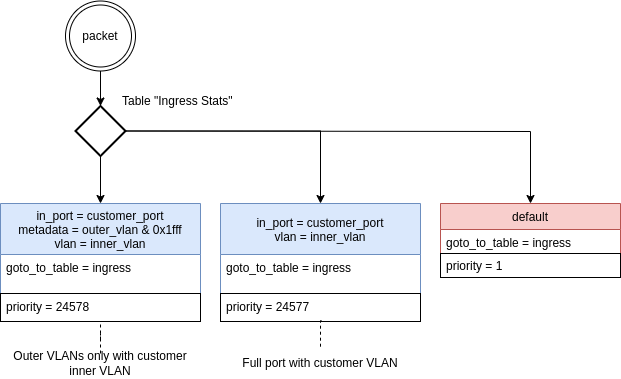 packet
Table "Ingress Stats"
in_port = customer_port
metadata = outer_vlan & 0x1fff
vlan = inner_vlan
goto_to_table = ingress
priority = 24578
Outer VLANs only with customer
inner VLAN
in_port = customer_port
vlan = inner_vlan
goto_to_table = ingress
priority = 24577
Full port with customer VLAN
default
goto_to_table = ingress
priority = 1